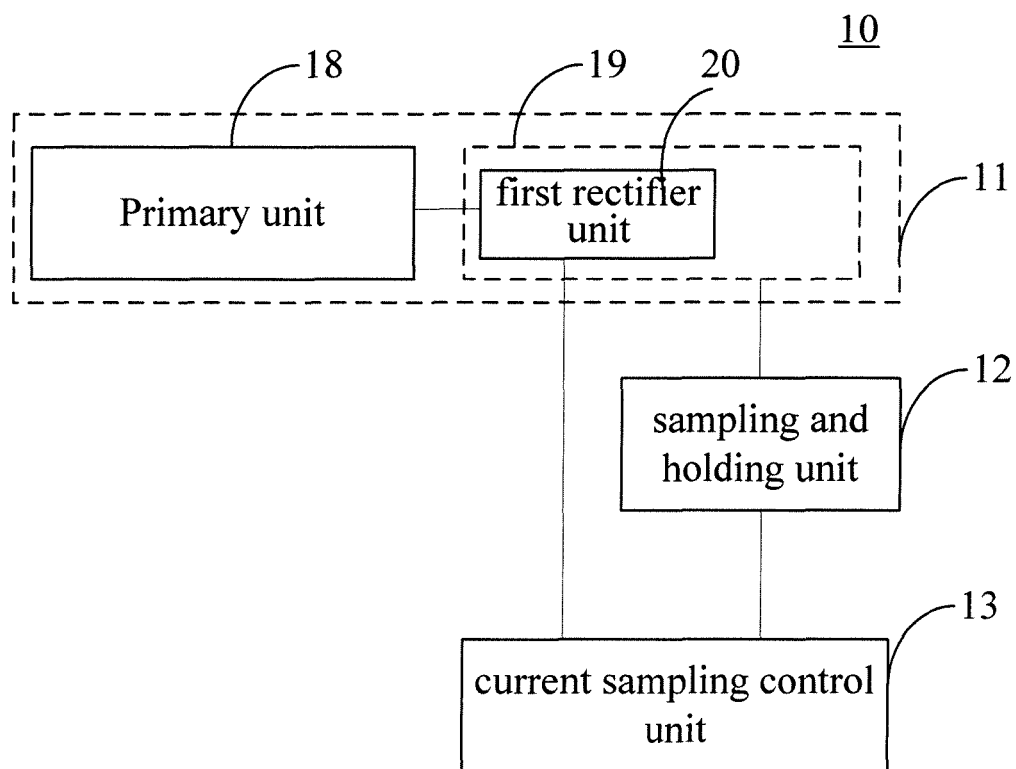 10
18
19
20
11
Primary unit
first rectifier
unit
12
sampling and
holding unit
13
current sampling control
unit